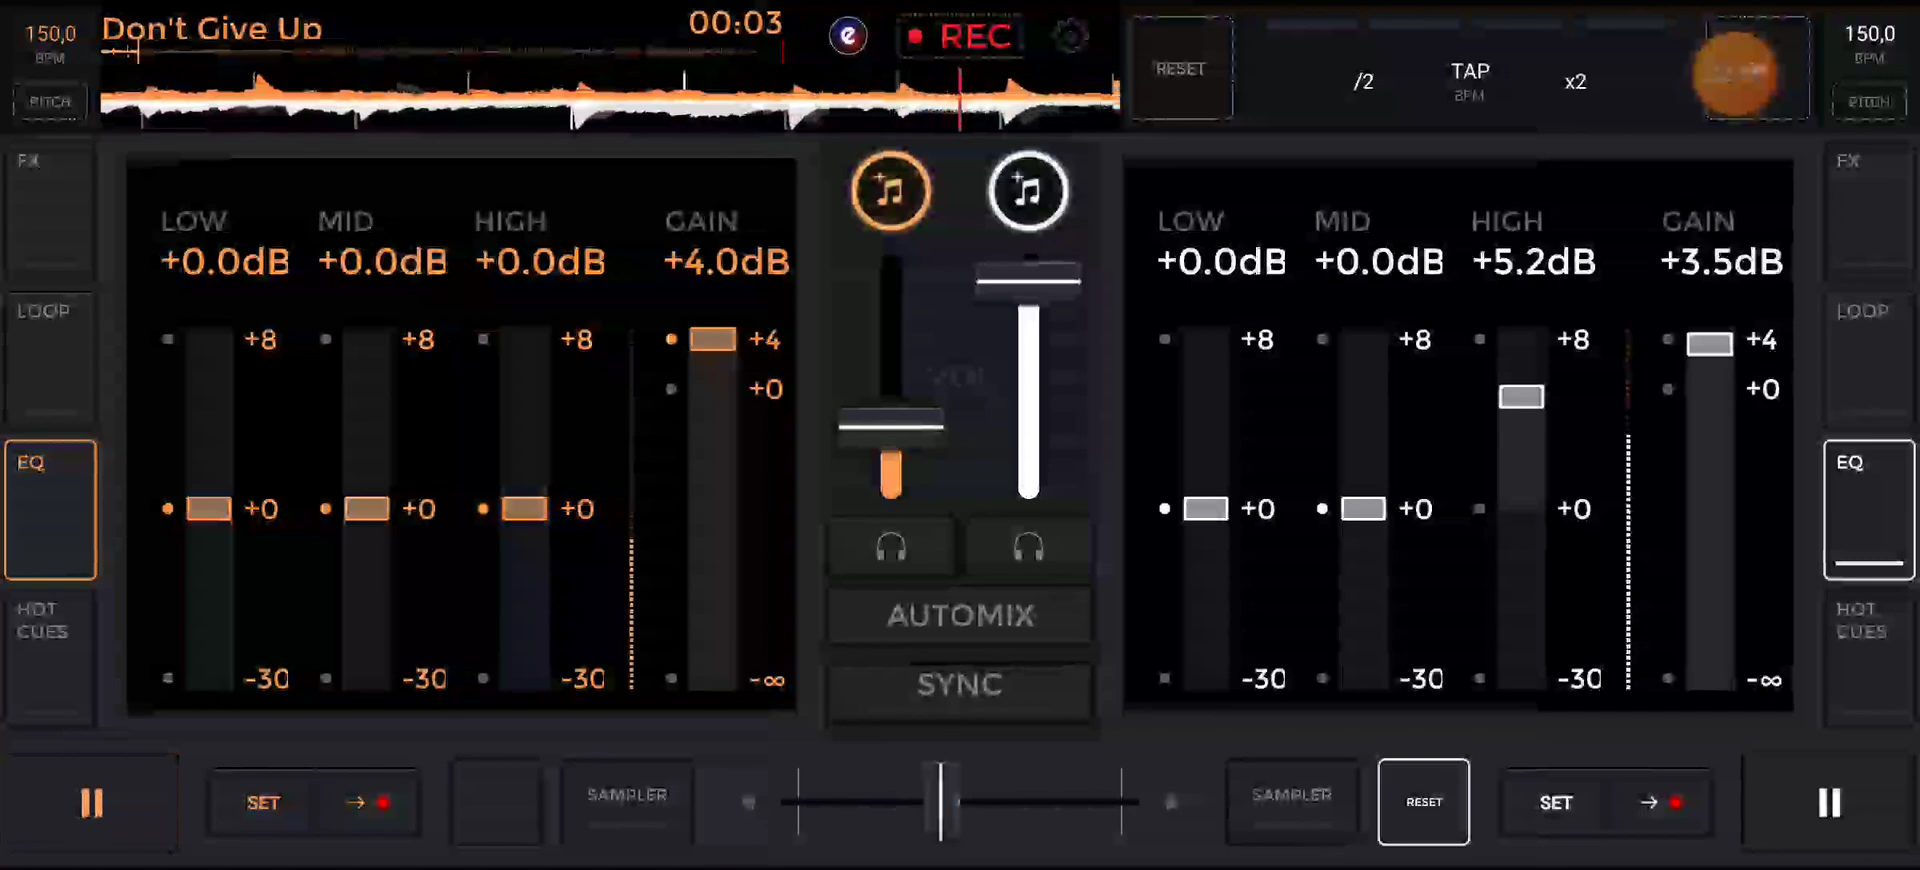 150,0
BPM
PITCH
Don't Give Up
00:03
e
REC
RESET
/2
TAP
BPM
x2
150,0
BPM
PITCH
FX
LOOP
EQ
HOT
CUES
LOW MID HIGH GAIN
+0.0dB +0.0dB +0.0dB +4.0dB
+8 +8 +8 +4
+0
+0 +0 +0
-30 -30 -30 -∞
AUTOMIX
SYNC
LOW MID HIGH GAIN
+0.0dB +0.0dB +5.2dB +3.5dB
+8 +8 +8 +4
+0
+0 +0 +0
-30 -30 -30 -∞
FX
LOOP
EQ
HOT
CUES
SET
SAMPLER
SAMPLER
RESET
SET